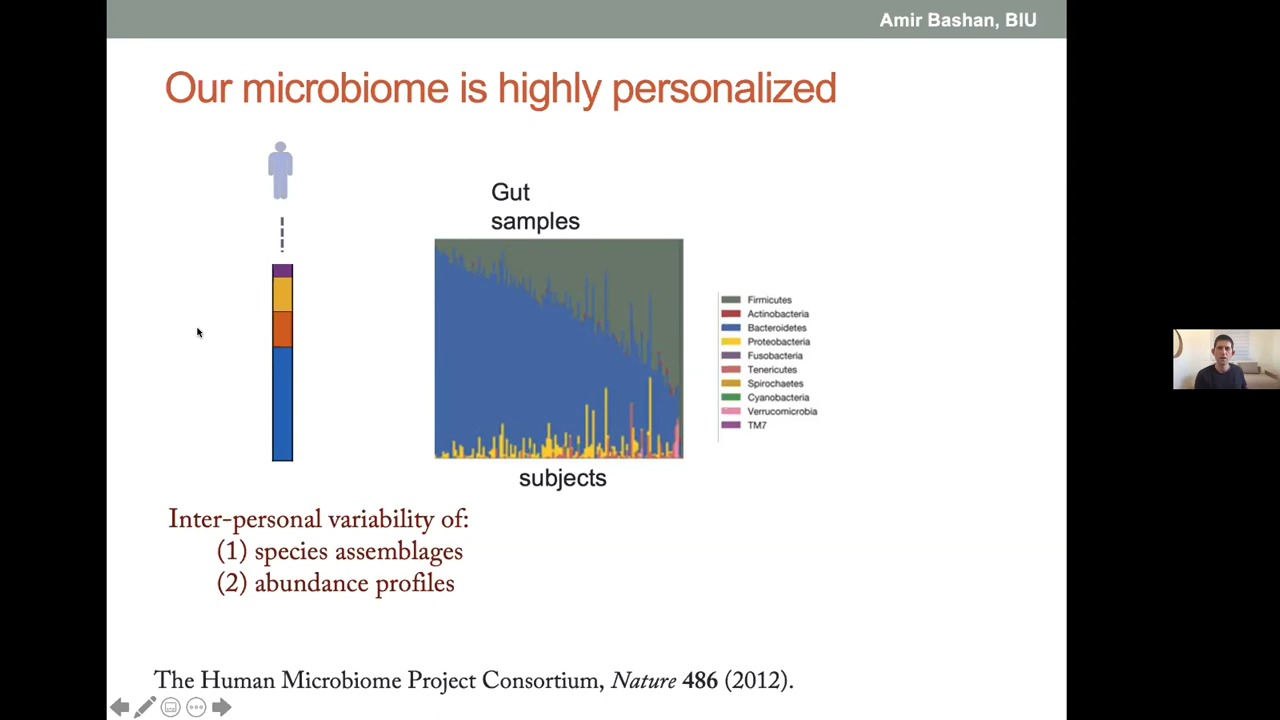 Amir Bashan, BIU
Our microbiome is highly personalized
Gut
samples
Firmicutes
Actinobacteria
Bacteroidetes
Proteobacteria
Fusobacteria
Tenericutes
Spirochaetes
Cyanobacteria
Verrucomicrobia
TM7
subjects
Inter-personal variability of:
(1) species assemblages
(2) abundance profiles
The Human Microbiome Project Consortium, Nature 486 (2012).